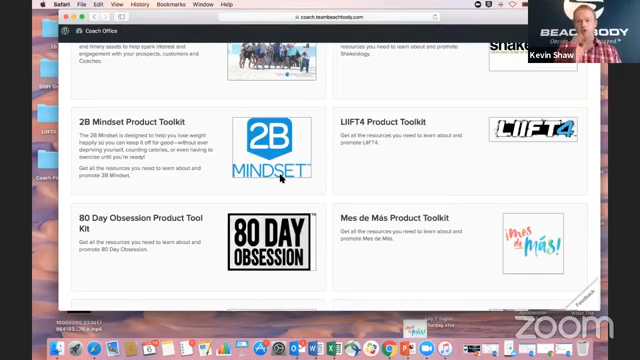 Safari File Edit View History Bookmarks Window Help
coach.teambeachbody.com
Coach Office
and timely assets to help spark interest and
engagement with your prospects, customers and
Coaches.
resources you need to learn about and promote
Shakeology.
BEACHBODY
Kevin Shaw
2B Mindset Product Toolkit
The 2B Mindset is designed to help you lose weight
happily so you can keep it off for good—without ever
depriving yourself, counting calories, or even having to
exercise until you're ready!
Get all the resources you need to learn about and
promote 2B Mindset.
2B
MINDSET
LIIFT4 Product Toolkit
Get all the resources you need to learn about and
promote LIIFT4.
LIIFT4
80 Day Obsession Product Tool
Kit
Get all the resources you need to learn about and
promote 80 Day Obsession.
80 DAY
OBSESSION
Mes de Más Product Toolkit
Get all the resources you need to learn about and
promote Mes de Más.
¡mes
de más!
Feedback
zoom